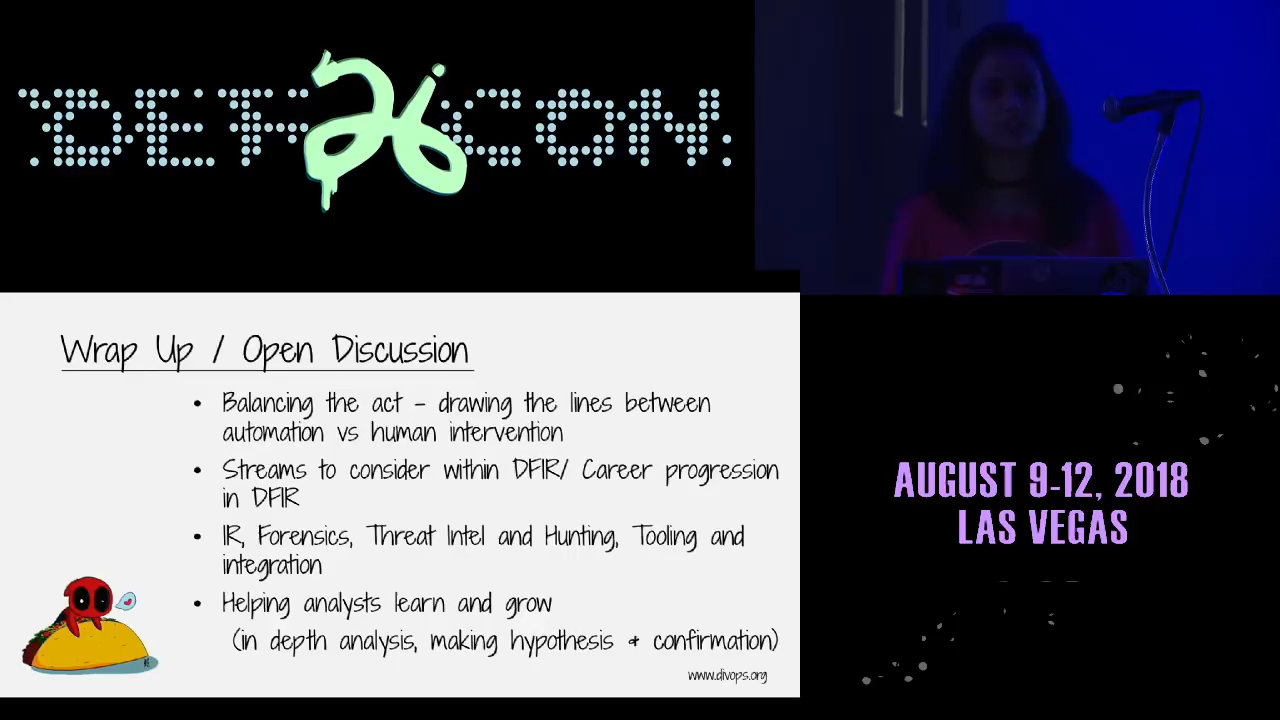 DEF 26 CON
Wrap Up / Open Discussion
• Balancing the act - drawing the lines between
automation vs human intervention
• Streams to consider within DFIR/ Career progression
in DFIR
• IR, Forensics, Threat Intel and Hunting, Tooling and
integration
• Helping analysts learn and grow
(in depth analysis, making hypothesis & confirmation)
www.divops.org
AUGUST 9-12, 2018
LAS VEGAS